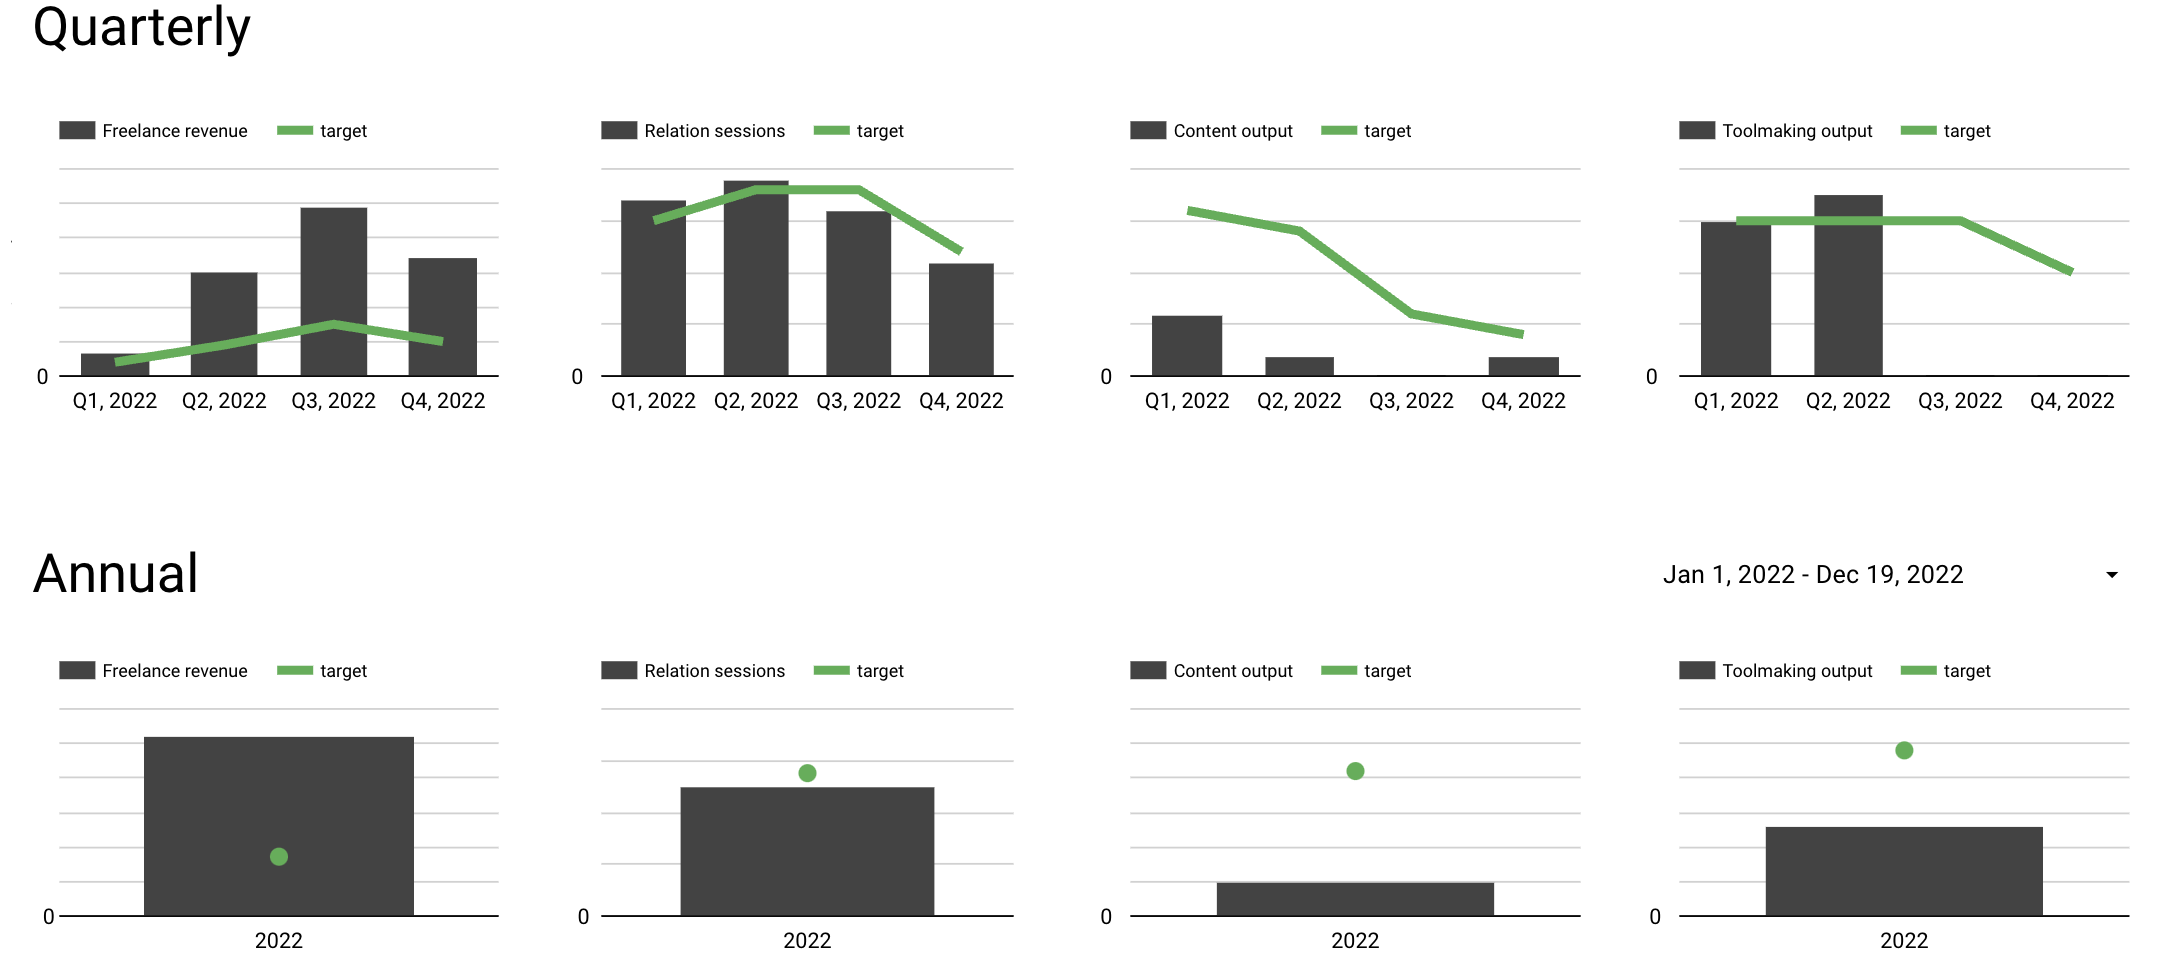 Quarterly
Freelance revenue target
Relation sessions target
Content output target
Toolmaking output target
0
Q1, 2022 Q2, 2022 Q3, 2022 Q4, 2022
0
Q1, 2022 Q2, 2022 Q3, 2022 Q4, 2022
0
Q1, 2022 Q2, 2022 Q3, 2022 Q4, 2022
0
Q1, 2022 Q2, 2022 Q3, 2022 Q4, 2022
Annual
Jan 1, 2022 - Dec 19, 2022
Freelance revenue target
Relation sessions target
Content output target
Toolmaking output target
0
2022
0
2022
0
2022
0
2022